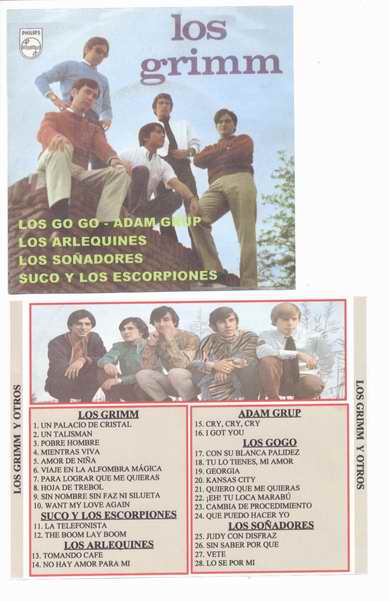 PHILIPS
los
grimm
LOS GO GO - ADAM GRUP
LOS ARLEQUINES
LOS SOÑADORES
SUCO Y LOS ESCORPIONES
LOS GRIMM Y OTROS
LOS GRIMM
1. UN PALACIO DE CRISTAL
2. UN TALISMAN
3. POBRE HOMBRE
4. MIENTRAS VIVA
5. AMOR DE NIÑA
6. VIAJE EN LA ALFOMBRA MÁGICA
7. PARA LOGRAR QUE ME QUIERAS
8. HOJA DE TREBOL
9. SIN NOMBRE SIN FAZ NI SILUETA
10. WANT MY LOVE AGAIN
SUCO Y LOS ESCORPIONES
11. LA TELEFONISTA
12. THE BOOM LAY BOOM
LOS ARLEQUINES
13. TOMANDO CAFE
14. NO HAY AMOR PARA MI
ADAM GRUP
15. CRY, CRY, CRY
16. I GOT YOU
LOS GOGO
17. CON SU BLANCA PALIDEZ
18. TU LO TIENES, MI AMOR
19. GEORGIA
20. KANSAS CITY
21. QUIERO QUE ME QUIERAS
22. ¡EH! TU LOCA MARABÚ
23. CAMBIA DE PROCEDIMIENTO
24. QUE PUEDO HACER YO
LOS SOÑADORES
25. JUDY CON DISFRAZ
26. SIN SABER POR QUE
27. VETE
28. LO SE POR MI
LOS GRIMM Y OTROS